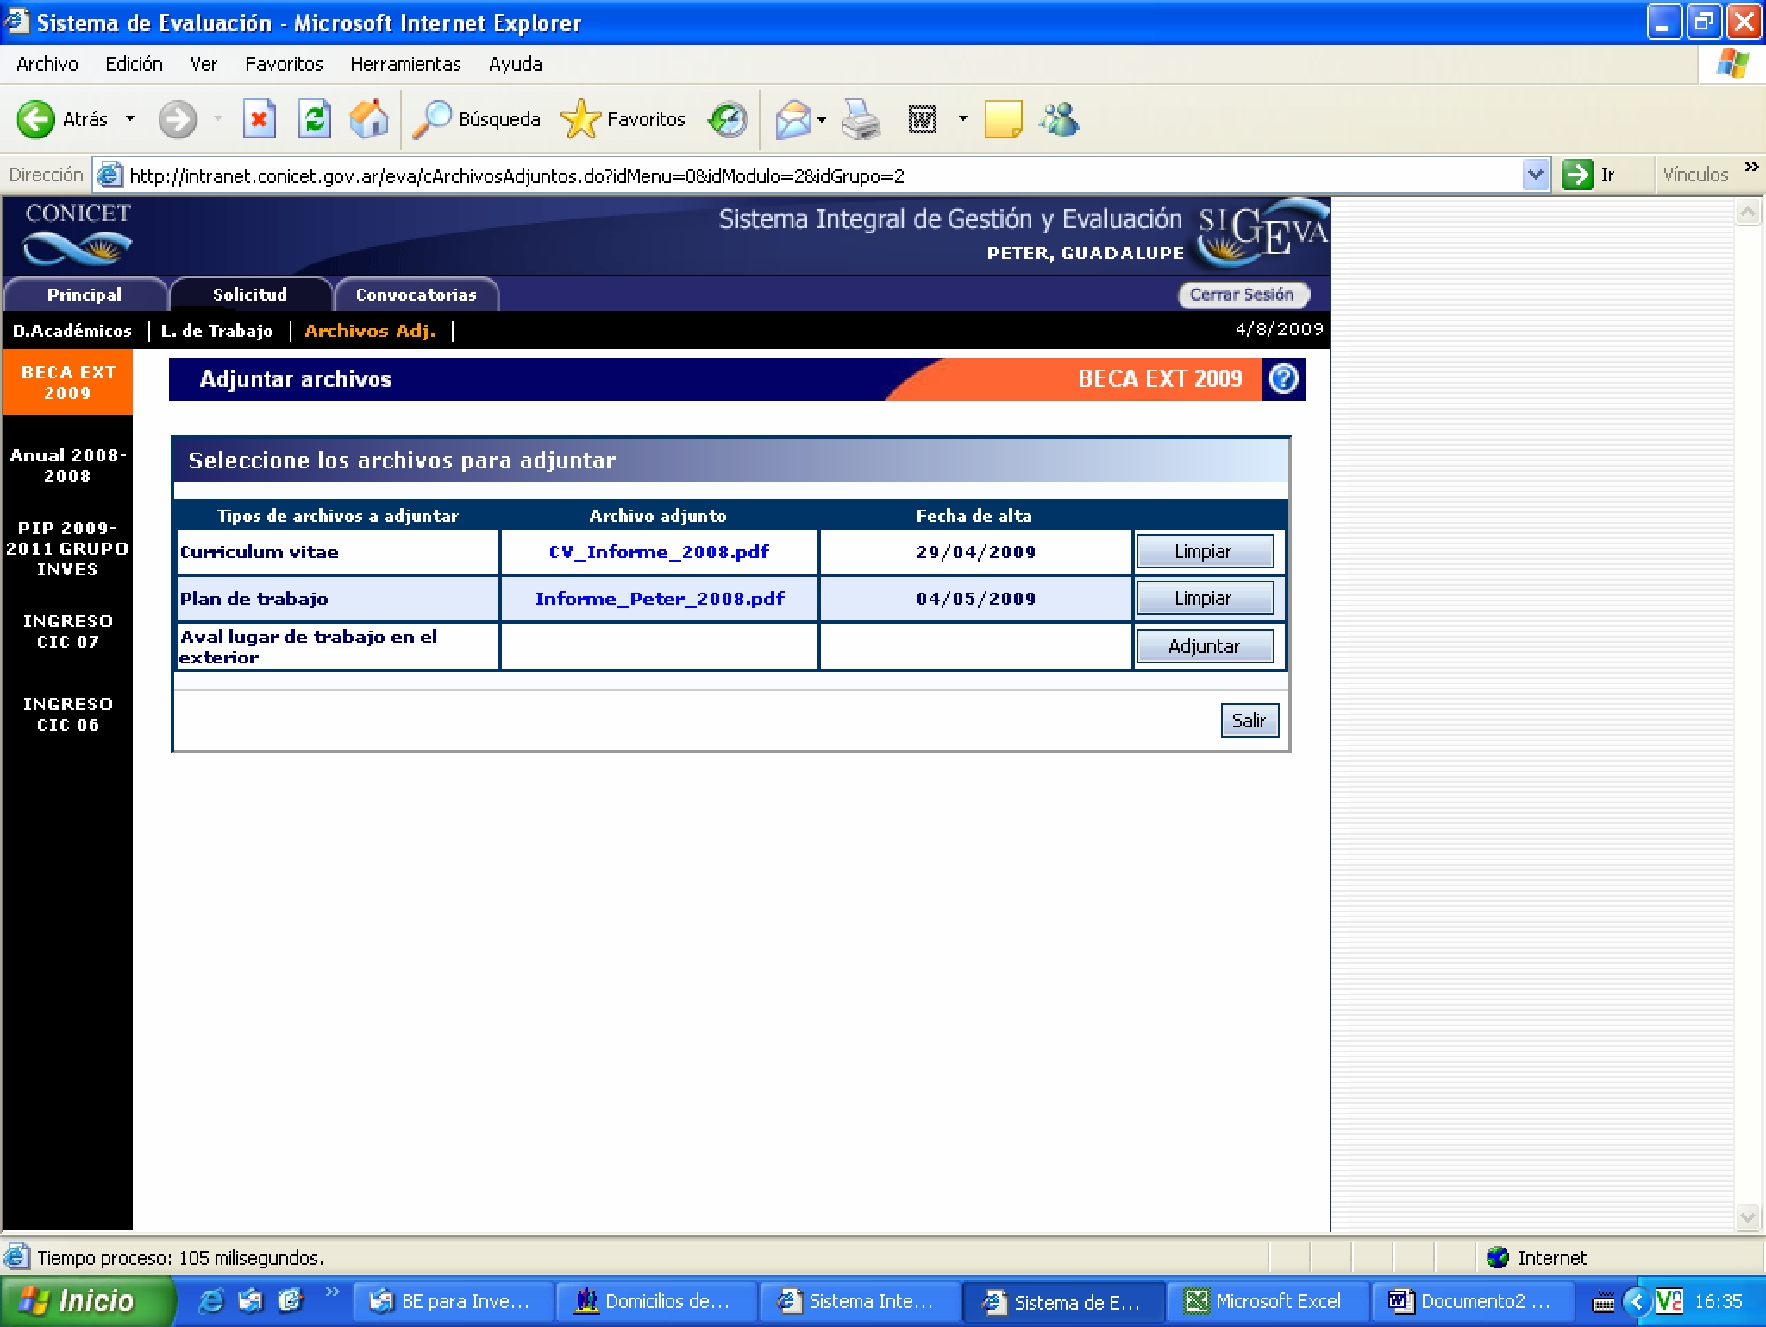 Sistema de Evaluación - Microsoft Internet Explorer
Archivo Edición Ver Favoritos Herramientas Ayuda
Atrás Búsqueda Favoritos
Dirección http://intranet.conicet.gov.ar/eva/cArchivosAdjuntos.do?idMenu=0&idModulo=2&idGrupo=2 Ir Vínculos »
CONICET
Sistema Integral de Gestión y Evaluación SIGEVA
PETER, GUADALUPE
Principal Solicitud Convocatorias Cerrar Sesión
D.Académicos | L. de Trabajo | Archivos Adj. | 4/8/2009
BECA EXT
2009
Anual 2008-
2008
PIP 2009-
2011 GRUPO
INVES
INGRESO
CIC 07
INGRESO
CIC 06
Adjuntar archivos BECA EXT 2009 ?
Seleccione los archivos para adjuntar
Tipos de archivos a adjuntar Archivo adjunto Fecha de alta
Curriculum vitae CV_Informe_2008.pdf 29/04/2009 Limpiar
Plan de trabajo Informe_Peter_2008.pdf 04/05/2009 Limpiar
Aval lugar de trabajo en el
exterior Adjuntar
Salir
Tiempo proceso: 105 milisegundos. Internet
Inicio » BE para Inve... Domicilios de... Sistema Inte... Sistema de E... Microsoft Excel Documento2 ... 16:35